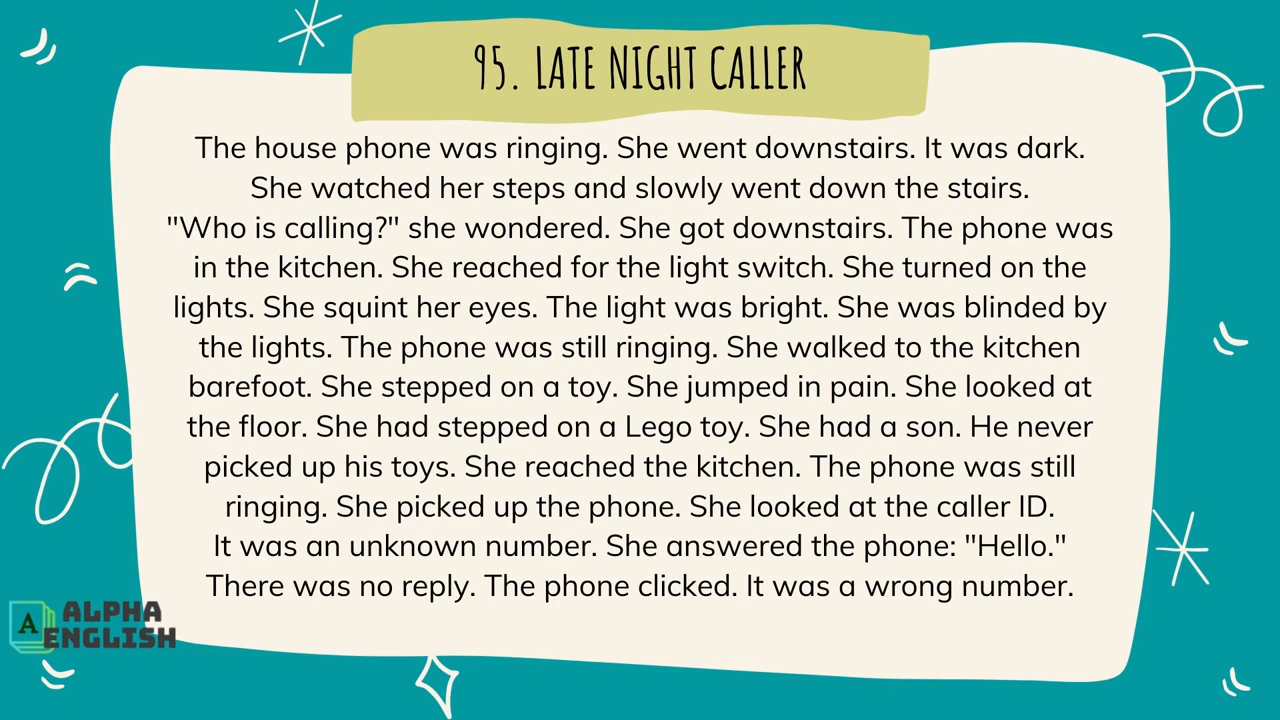 95. LATE NIGHT CALLER
The house phone was ringing. She went downstairs. It was dark.
She watched her steps and slowly went down the stairs.
"Who is calling?" she wondered. She got downstairs. The phone was
in the kitchen. She reached for the light switch. She turned on the
lights. She squint her eyes. The light was bright. She was blinded by
the lights. The phone was still ringing. She walked to the kitchen
barefoot. She stepped on a toy. She jumped in pain. She looked at
the floor. She had stepped on a Lego toy. She had a son. He never
picked up his toys. She reached the kitchen. The phone was still
ringing. She picked up the phone. She looked at the caller ID.
It was an unknown number. She answered the phone: "Hello."
There was no reply. The phone clicked. It was a wrong number.
A
ALPHA
ENGLISH